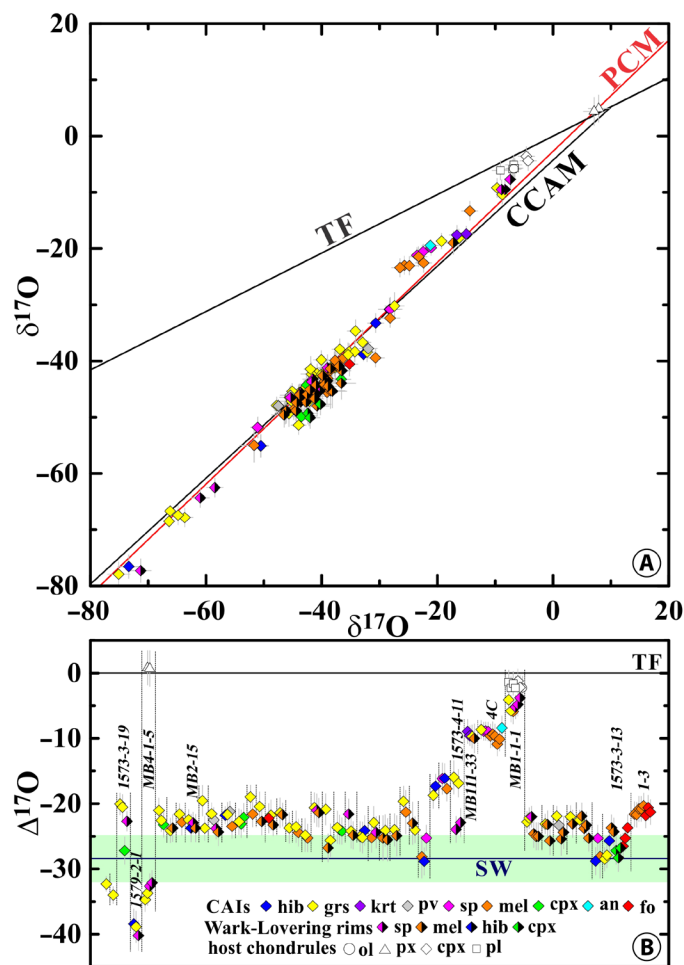 20
0
−20
−40
−60
−80
δ¹⁷O
PCM
CCAM
TF
A
−80
−60
−40
−20
0
20
δ¹⁷O
0
−10
−20
−30
−40
Δ¹⁷O
TF
1573-3-19
MB4-1-5
1579-2-1
MB2-15
1573-4-11
MB111-33
4C
MB1-1-1
1573-3-13
1-3
SW
CAIs hib grs krt pv sp mel cpx an fo
Wark-Lovering rims sp mel hib cpx
host chondrules ol px cpx pl
B